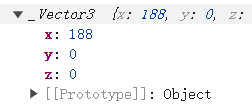 ▼ _Vector3 {x: 188, y: 0, z:
x: 188
y: 0
z: 0
▶ [[Prototype]]: Object